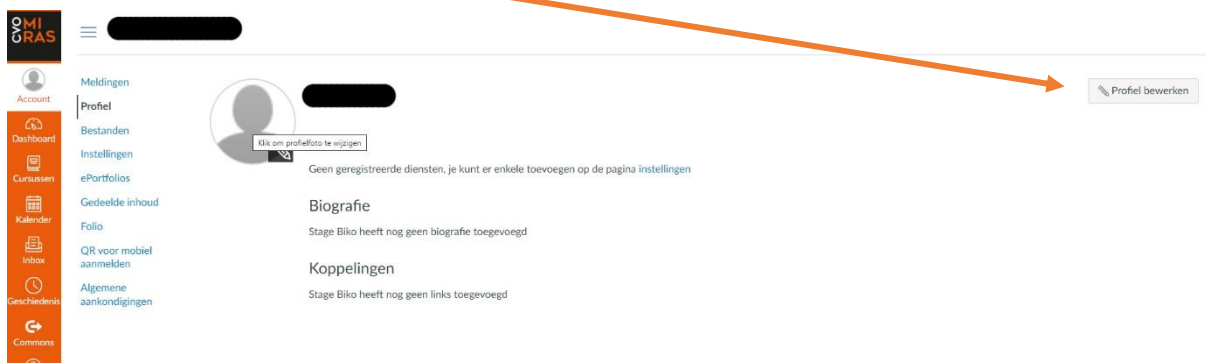 CVO MI
RAS
Account
Dashboard
Cursussen
Kalender
Inbox
Geschiedenis
Commons
Meldingen
Profiel
Bestanden
Instellingen
ePortfolios
Gedeelde inhoud
Folio
QR voor mobiel
aanmelden
Algemene
aankondigingen
Klik om profielfoto te wijzigen
Profiel bewerken
Geen geregistreerde diensten, je kunt er enkele toevoegen op de pagina instellingen
Biografie
Stage Biko heeft nog geen biografie toegevoegd
Koppelingen
Stage Biko heeft nog geen links toegevoegd